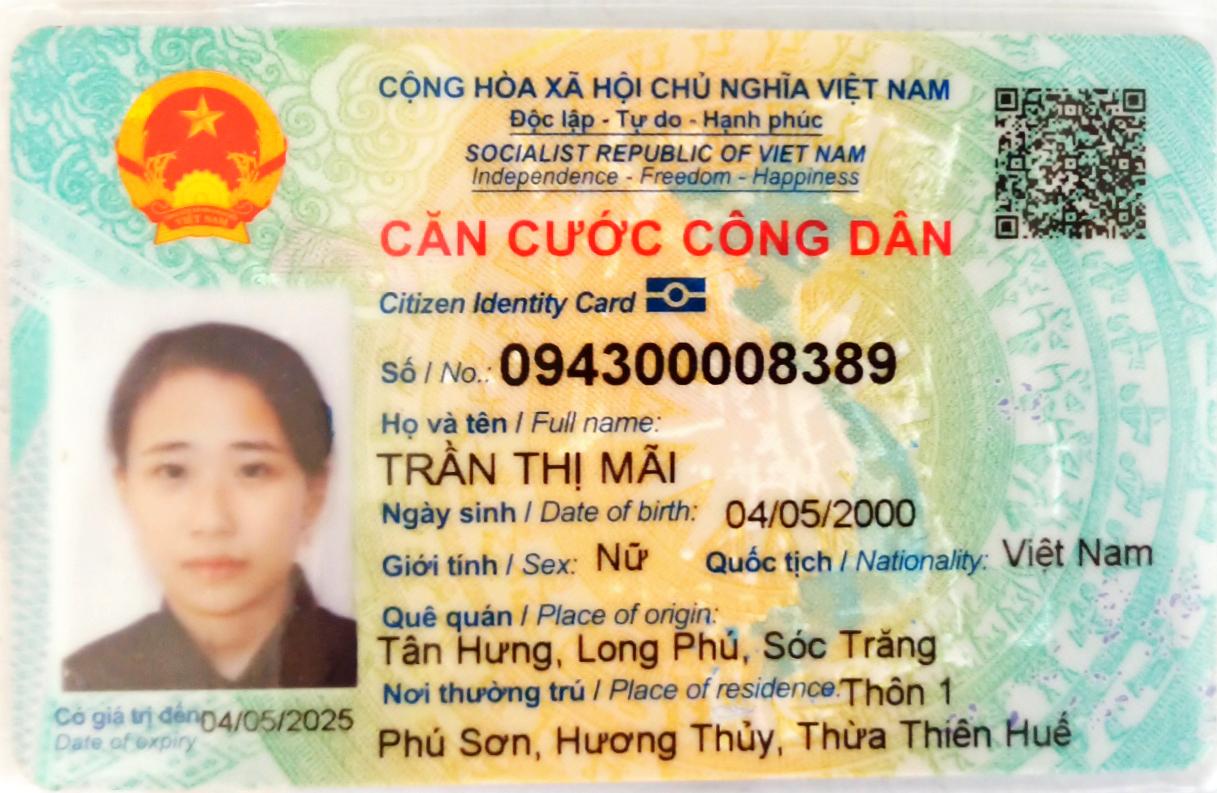 CỘNG HÒA XÃ HỘI CHỦ NGHĨA VIỆT NAM
Độc lập - Tự do - Hạnh phúc
SOCIALIST REPUBLIC OF VIET NAM
Independence - Freedom - Happiness
CĂN CƯỚC CÔNG DÂN
Citizen Identity Card
Số / No.: 094300008389
Họ và tên / Full name:
TRẦN THỊ MÃI
Ngày sinh / Date of birth: 04/05/2000
Giới tính / Sex: Nữ Quốc tịch / Nationality: Việt Nam
Quê quán / Place of origin:
Tân Hưng, Long Phú, Sóc Trăng
Nơi thường trú / Place of residence: Thôn 1
Phú Sơn, Hương Thủy, Thừa Thiên Huế
Có giá trị đến 04/05/2025
Date of expiry
VIỆT NAM